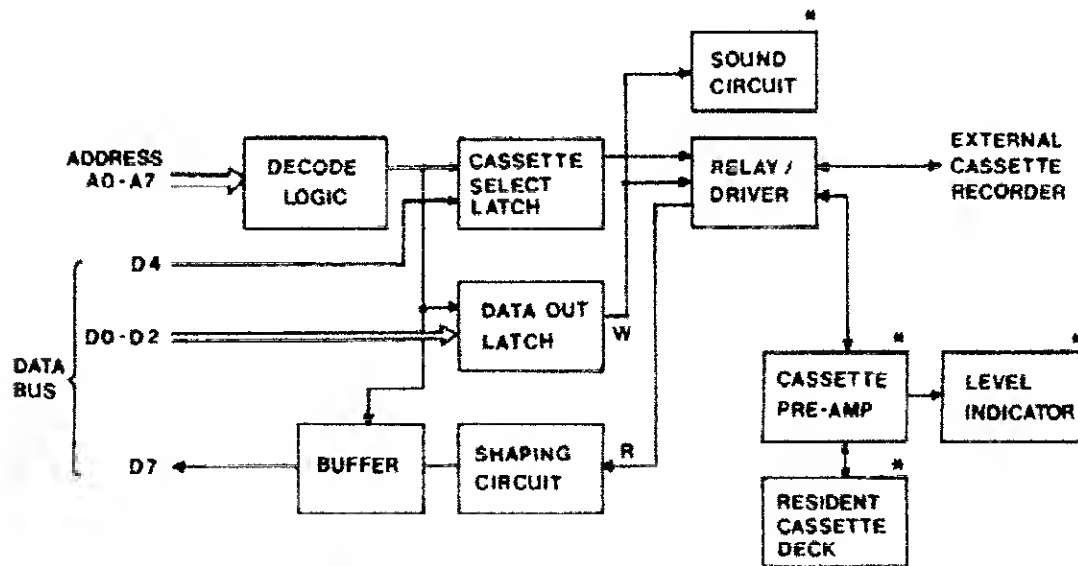 *
SOUND
CIRCUIT
ADDRESS
A0-A7
DECODE
LOGIC
CASSETTE
SELECT
LATCH
RELAY /
DRIVER
EXTERNAL
CASSETTE
RECORDER
D4
D0-D2
DATA OUT
LATCH
W
DATA
BUS
*
CASSETTE
PRE-AMP
*
LEVEL
INDICATOR
D7
BUFFER
SHAPING
CIRCUIT
R
*
RESIDENT
CASSETTE
DECK